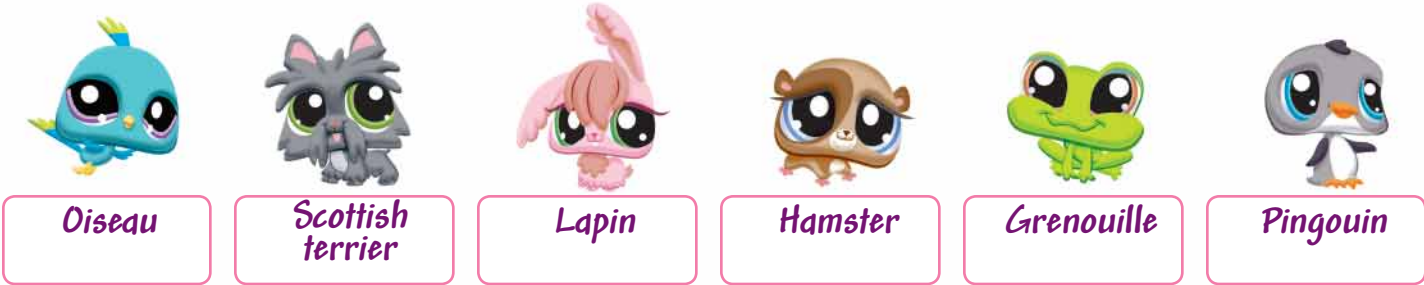 Oiseau
Scottish
terrier
Lapin
Hamster
Grenouille
Pingouin